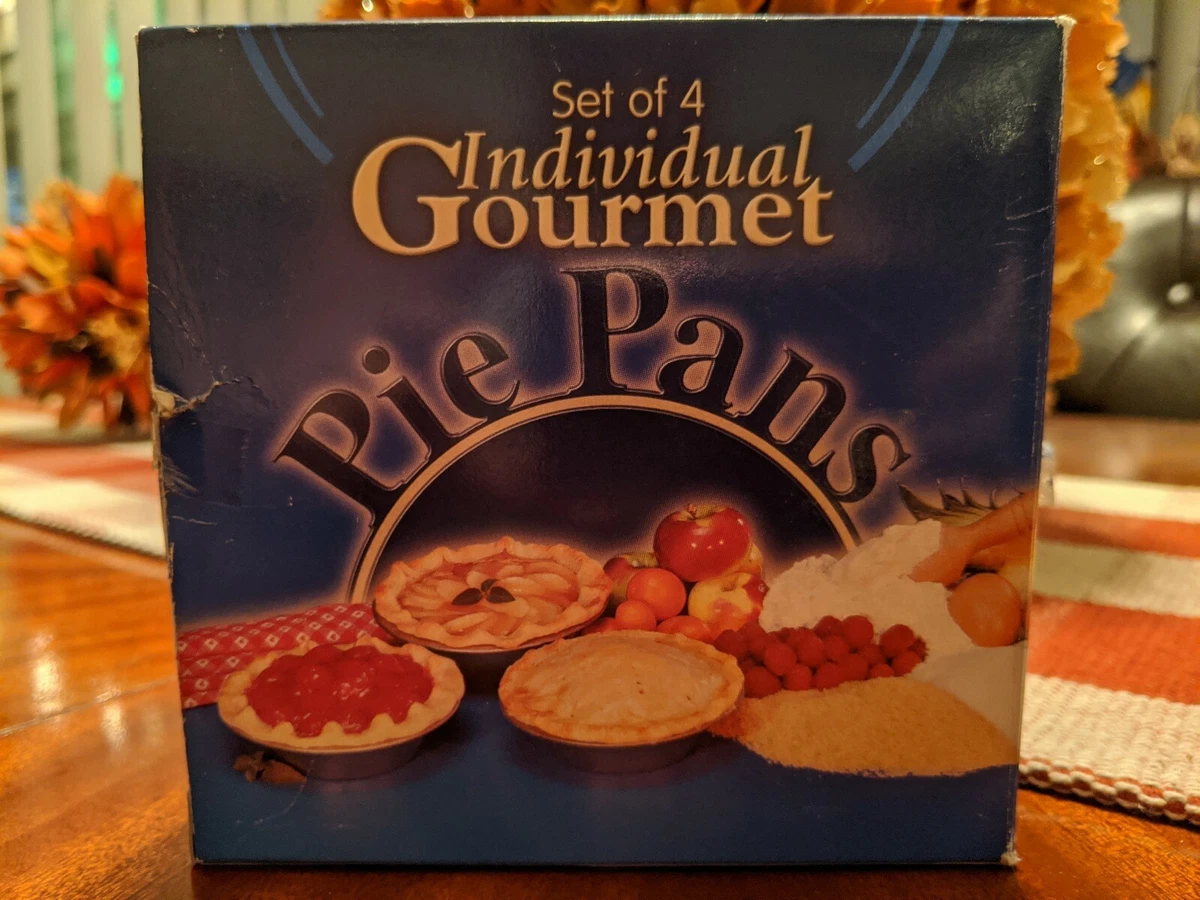 Set of 4
Individual
Gourmet
Pie Pans